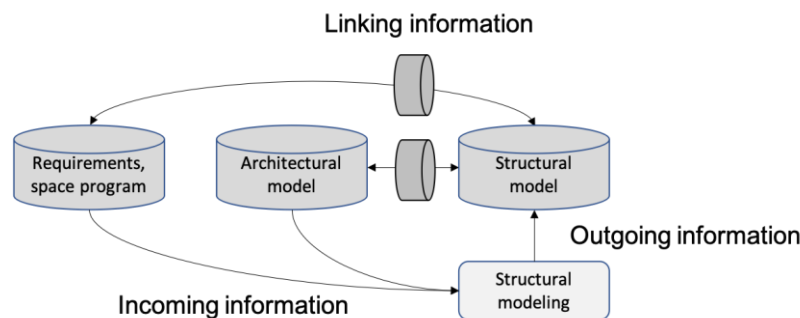 Linking information
Requirements,
space program
Architectural
model
Structural
model
Outgoing information
Structural
modeling
Incoming information